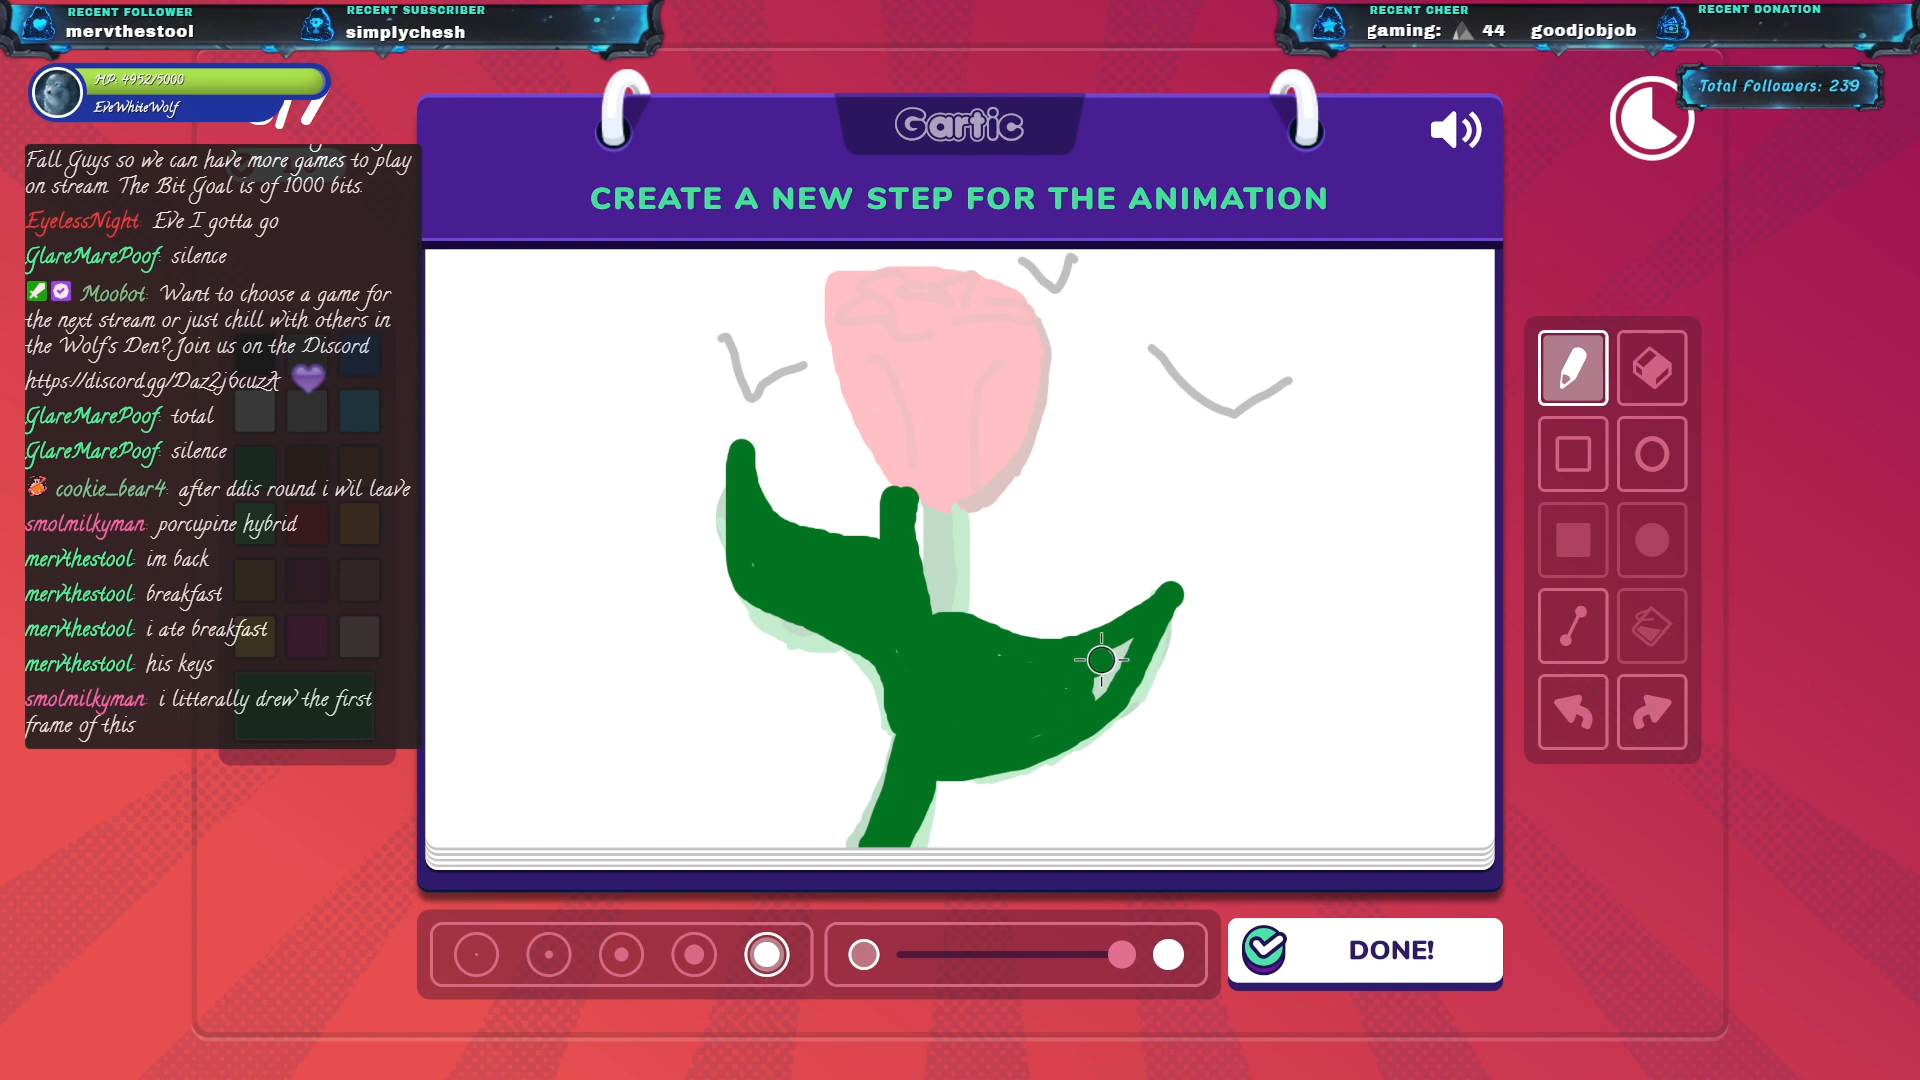 RECENT FOLLOWER
mervthestool
RECENT SUBSCRIBER
simplychesh
RECENT CHEER
gaming: 44 goodjobjob
RECENT DONATION
HP: 4952/5000
EveWhiteWolf
Total Followers: 239
Gartic
CREATE A NEW STEP FOR THE ANIMATION
Fall Guys so we can have more games to play
on stream. The Bit Goal is of 1000 bits.
EyelessNight: Eve I gotta go
GlareMarePoof: silence
Moobot: Want to choose a game for
the next stream or just chill with others in
the Wolf's Den? Join us on the Discord
https://discord.gg/Daz2j6cuzA
GlareMarePoof: total
GlareMarePoof: silence
cookie_bear4: after ddis round i wil leave
smolmilkyman: porcupine hybrid
mervthestool: im back
mervthestool: breakfast
mervthestool: i ate breakfast
mervthestool: his keys
smolmilkyman: i litterally drew the first
frame of this
DONE!